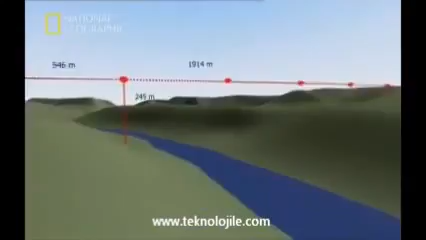 NATIONAL
GEOGRAPHIC
546 m
1914 m
245 m
www.teknolojile.com